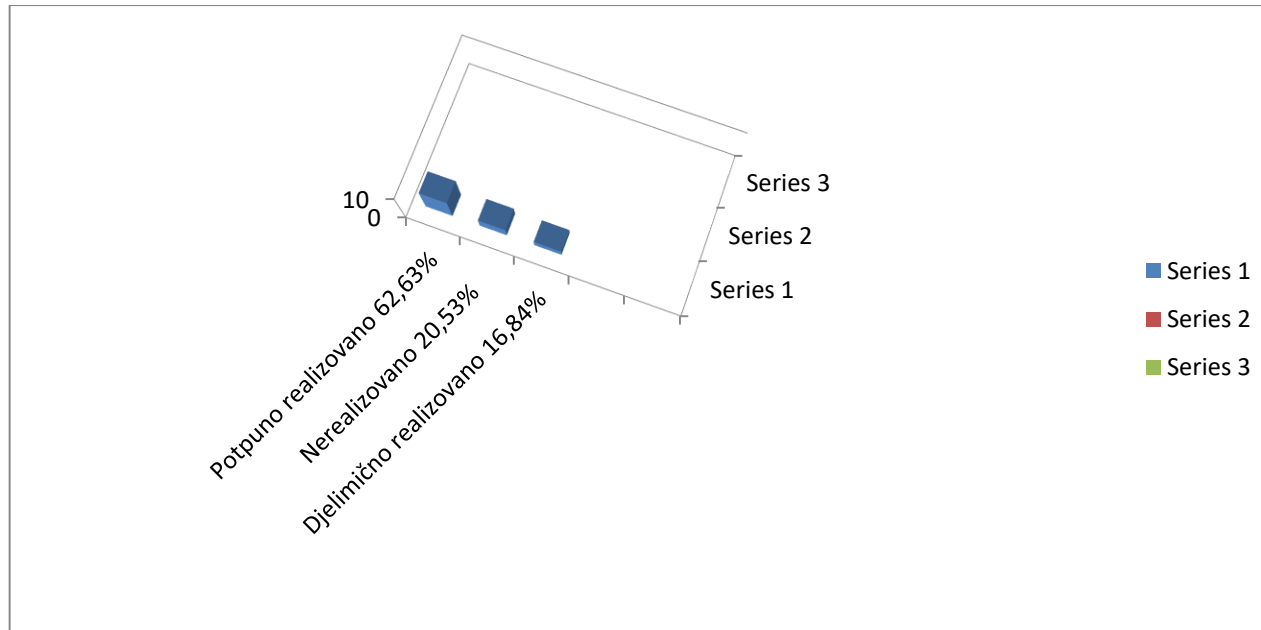 10
0
Potpuno realizovano 62,63%
Nerealizovano 20,53%
Djelimično realizovano 16,84%
Series 3
Series 2
Series 1
Series 1
Series 2
Series 3